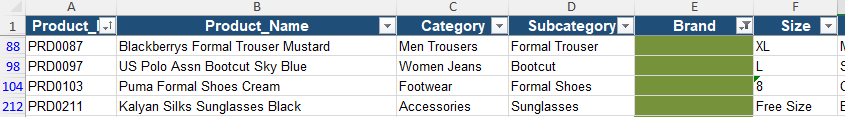 A B C D E F
1 Product_ Product_Name Category Subcategory Brand Size
88 PRD0087 Blackberrys Formal Trouser Mustard Men Trousers Formal Trouser XL
98 PRD0097 US Polo Assn Bootcut Sky Blue Women Jeans Bootcut L
104 PRD0103 Puma Formal Shoes Cream Footwear Formal Shoes 8
212 PRD0211 Kalyan Silks Sunglasses Black Accessories Sunglasses Free Size